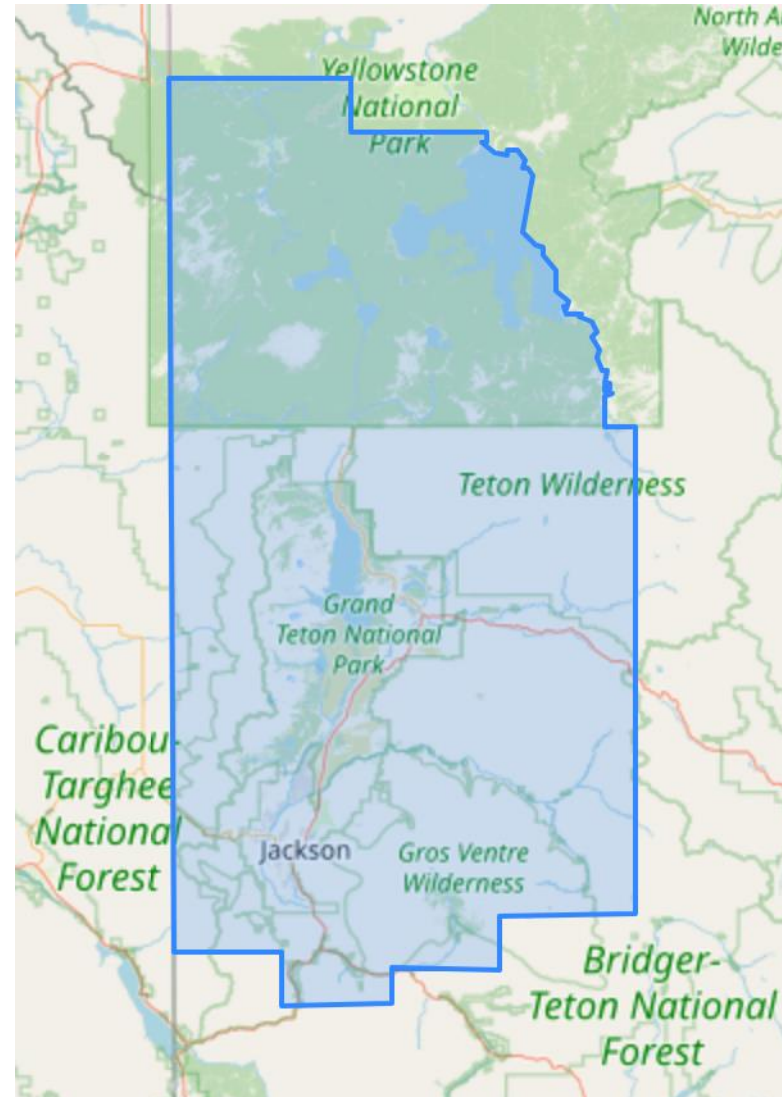 North A
Wilde
Yellowstone
National
Park
Teton Wilderness
Grand
Teton National
Park
Caribou-
Targhee
National
Forest
Jackson
Gros Ventre
Wilderness
Bridger-
Teton National
Forest